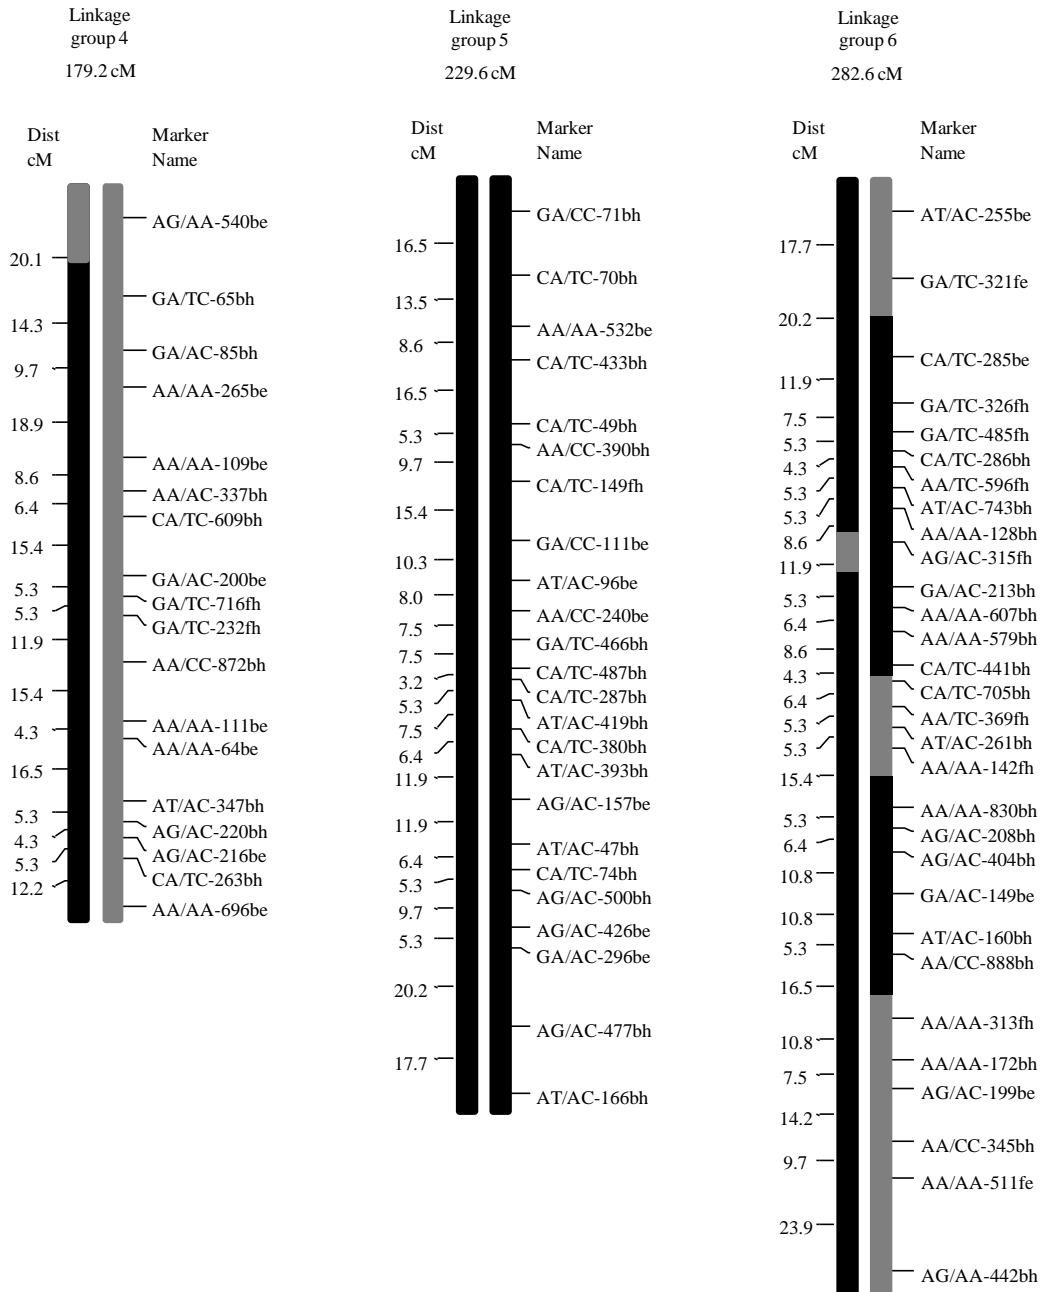 Linkage
group 4
179.2 cM
Dist
cM
Marker
Name
AG/AA-540be
20.1
GA/TC-65bh
14.3
GA/AC-85bh
9.7
AA/AA-265be
18.9
AA/AA-109be
8.6
AA/AC-337bh
6.4
CA/TC-609bh
15.4
GA/AC-200be
5.3
GA/TC-716fh
5.3
GA/TC-232fh
11.9
AA/CC-872bh
15.4
AA/AA-111be
4.3
AA/AA-64be
16.5
AT/AC-347bh
5.3
AG/AC-220bh
4.3
AG/AC-216be
5.3
CA/TC-263bh
12.2
AA/AA-696be
Linkage
group 5
229.6 cM
Dist
cM
Marker
Name
GA/CC-71bh
16.5
CA/TC-70bh
13.5
AA/AA-532be
8.6
CA/TC-433bh
16.5
CA/TC-49bh
5.3
AA/CC-390bh
9.7
CA/TC-149fh
15.4
GA/CC-111be
10.3
AT/AC-96be
8.0
AA/CC-240be
7.5
GA/TC-466bh
7.5
CA/TC-487bh
3.2
CA/TC-287bh
5.3
AT/AC-419bh
7.5
CA/TC-380bh
6.4
AT/AC-393bh
11.9
AG/AC-157be
11.9
AT/AC-47bh
6.4
CA/TC-74bh
5.3
AG/AC-500bh
9.7
AG/AC-426be
5.3
GA/AC-296be
20.2
AG/AC-477bh
17.7
AT/AC-166bh
Linkage
group 6
282.6 cM
Dist
cM
Marker
Name
AT/AC-255be
17.7
GA/TC-321fe
20.2
CA/TC-285be
11.9
GA/TC-326fh
7.5
GA/TC-485fh
5.3
CA/TC-286bh
4.3
AA/TC-596fh
5.3
AT/AC-743bh
5.3
AA/AA-128bh
8.6
AG/AC-315fh
11.9
GA/AC-213bh
5.3
AA/AA-607bh
6.4
AA/AA-579bh
8.6
CA/TC-441bh
4.3
CA/TC-705bh
6.4
AA/TC-369fh
5.3
AT/AC-261bh
5.3
AA/AA-142fh
15.4
AA/AA-830bh
5.3
AG/AC-208bh
6.4
AG/AC-404bh
10.8
GA/AC-149be
10.8
AT/AC-160bh
5.3
AA/CC-888bh
16.5
AA/AA-313fh
10.8
AA/AA-172bh
7.5
AG/AC-199be
14.2
AA/CC-345bh
9.7
AA/AA-511fe
23.9
AG/AA-442bh